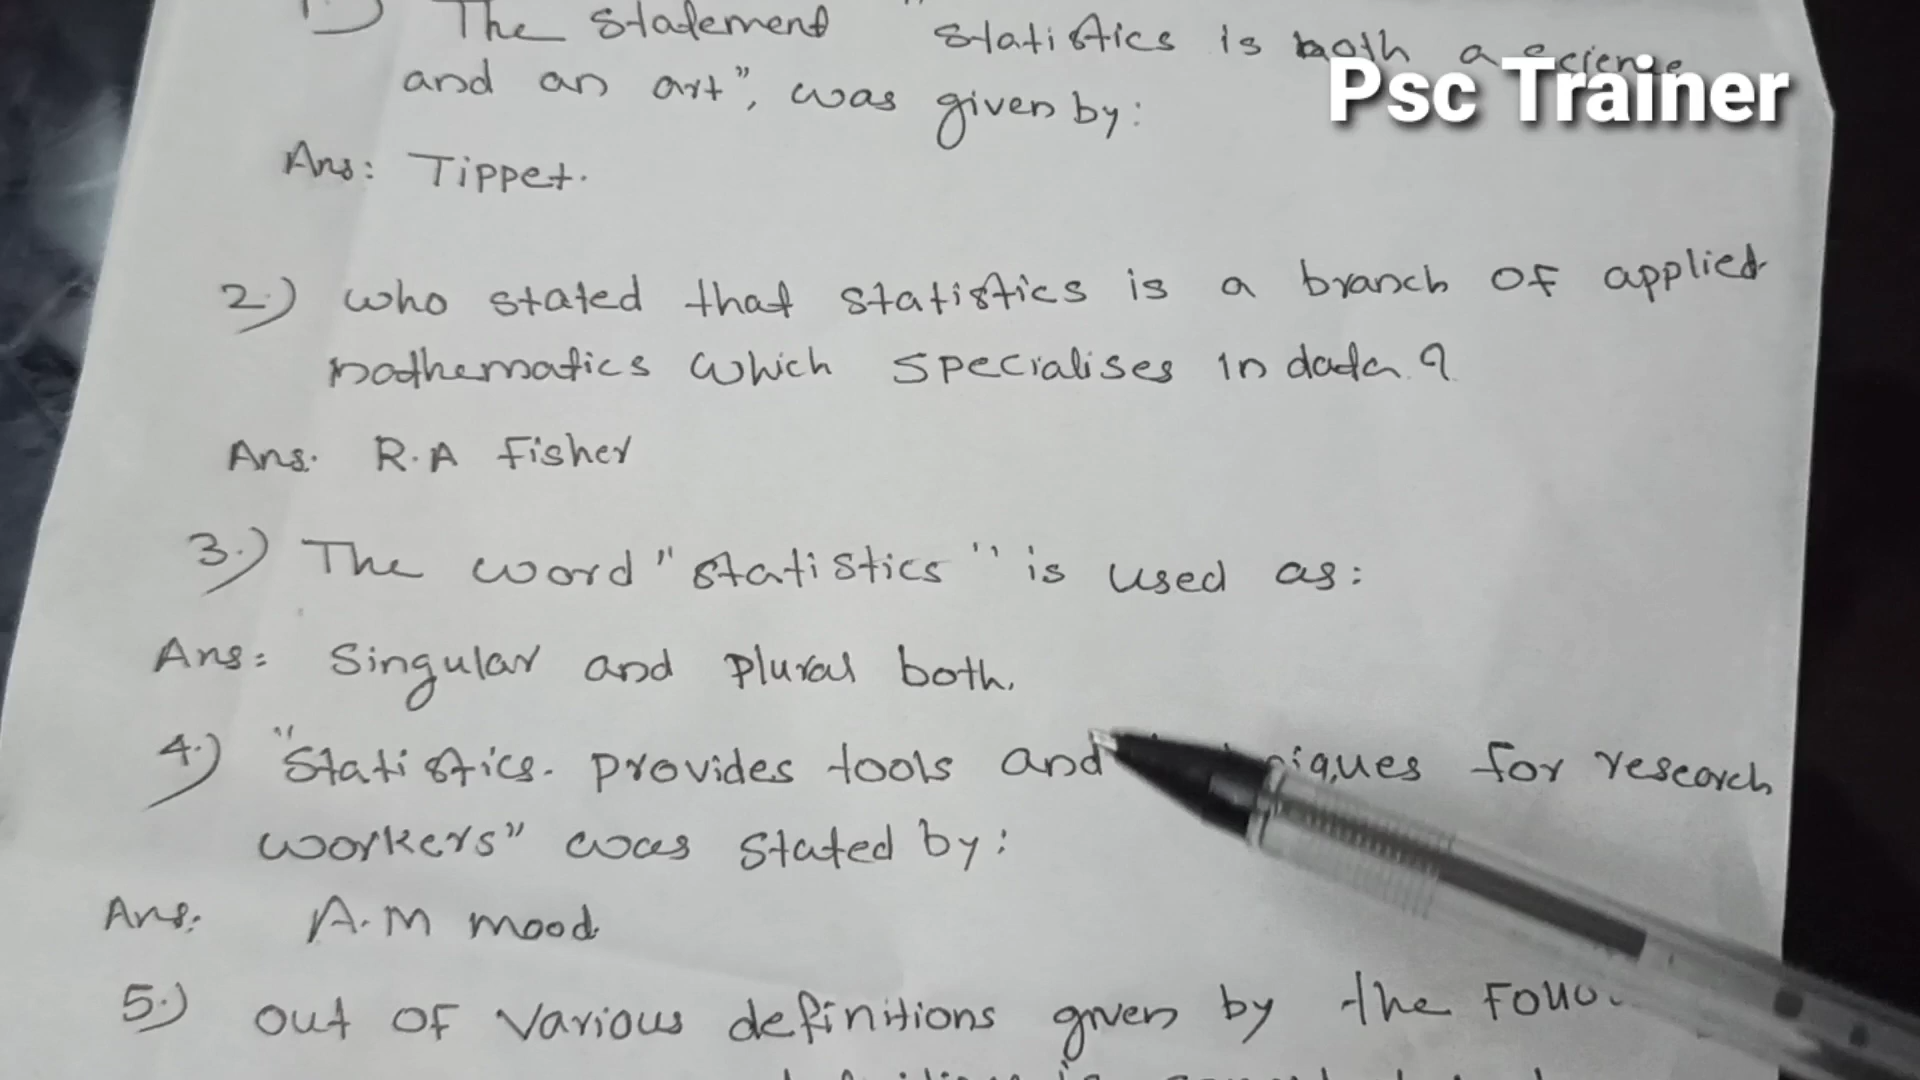 1.) The statement "statistics is both a science
and an art", was given by:
Psc Trainer
Ans: Tippet.
2.) who stated that statistics is a branch of applied
mathematics which specialises in data?
Ans. R.A Fisher
3.) The word "statistics" is used as:
Ans: Singular and plural both.
4.) "Statistics. provides tools and for research
workers" was stated by:
Ans: A.M mood
5.) out of various definitions given by the